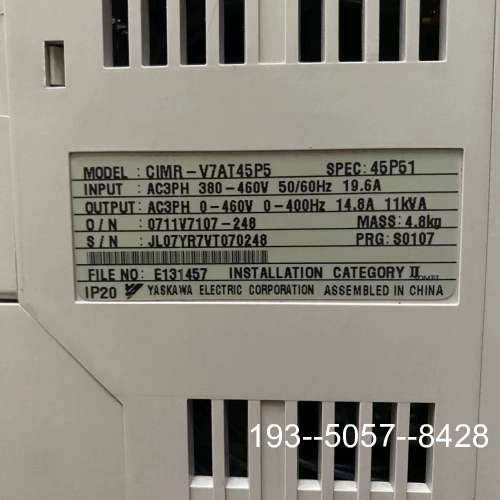 MODEL: CIMR-V7AT45P5 SPEC: 45P51
INPUT : AC3PH 380-460V 50/60Hz 19.6A
OUTPUT: AC3PH 0-460V 0-400Hz 14.8A 11kVA
O/N : 0711V7107-248 MASS: 4.8kg
S/N : JL07YR7VT070248 PRG: S0107
FILE NO: E131457 INSTALLATION CATEGORY II
IP20 YASKAWA ELECTRIC CORPORATION ASSEMBLED IN CHINA
193--5057--8428